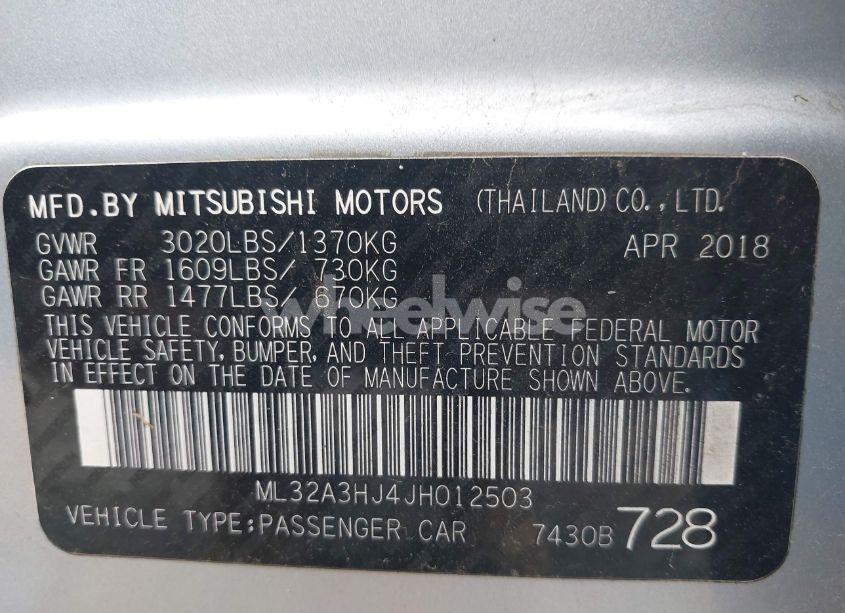 MFD.BY MITSUBISHI MOTORS (THAILAND) CO.,LTD.
GVWR 3020LBS/1370KG APR 2018
GAWR FR 1609LBS/ 730KG
GAWR RR 1477LBS/ 670KG
wheelwise
THIS VEHICLE CONFORMS TO ALL APPLICABLE FEDERAL MOTOR
VEHICLE SAFETY, BUMPER, AND THEFT PREVENTION STANDARDS
IN EFFECT ON THE DATE OF MANUFACTURE SHOWN ABOVE.
ML32A3HJ4JH012503
VEHICLE TYPE:PASSENGER CAR 7430B 728